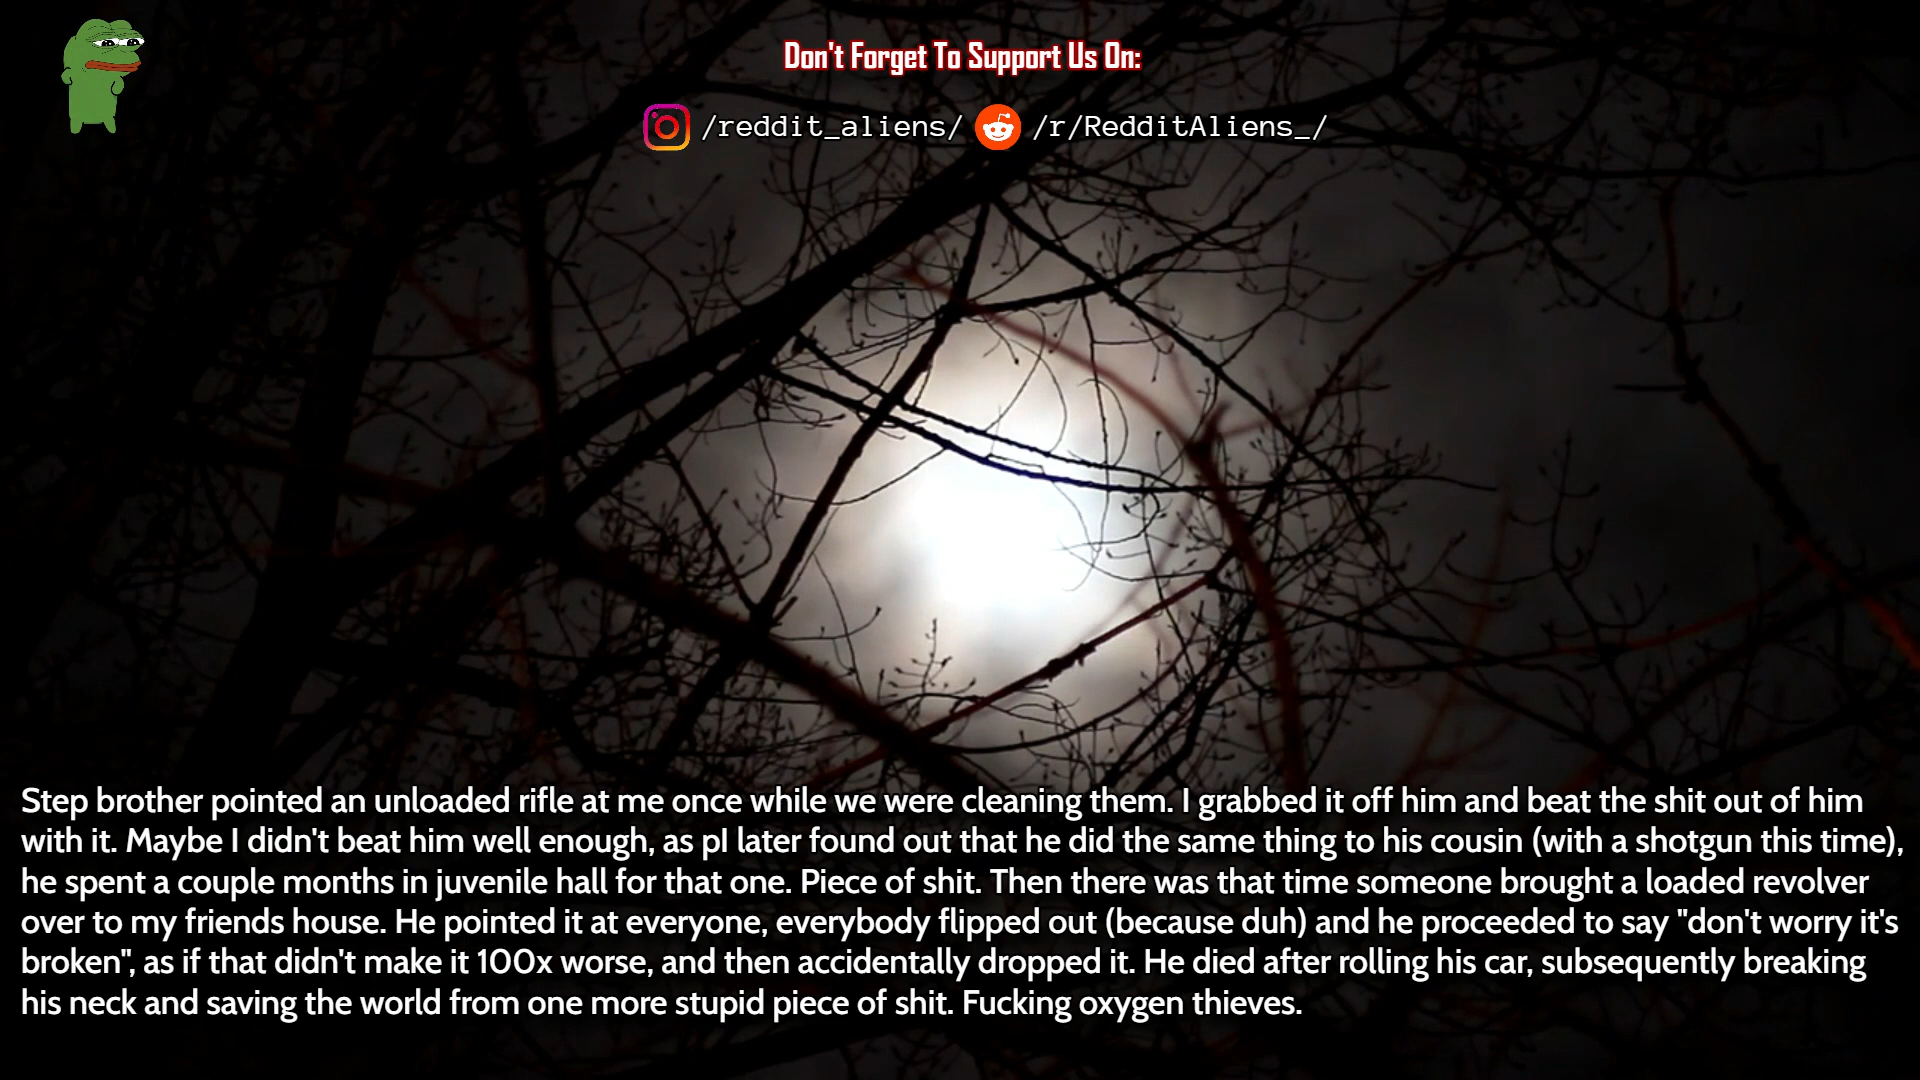 Don't Forget To Support Us On:
/reddit_aliens/ /r/RedditAliens_/
Step brother pointed an unloaded rifle at me once while we were cleaning them. I grabbed it off him and beat the shit out of him
with it. Maybe I didn't beat him well enough, as pI later found out that he did the same thing to his cousin (with a shotgun this time),
he spent a couple months in juvenile hall for that one. Piece of shit. Then there was that time someone brought a loaded revolver
over to my friends house. He pointed it at everyone, everybody flipped out (because duh) and he proceeded to say "don't worry it's
broken", as if that didn't make it 100x worse, and then accidentally dropped it. He died after rolling his car, subsequently breaking
his neck and saving the world from one more stupid piece of shit. Fucking oxygen thieves.